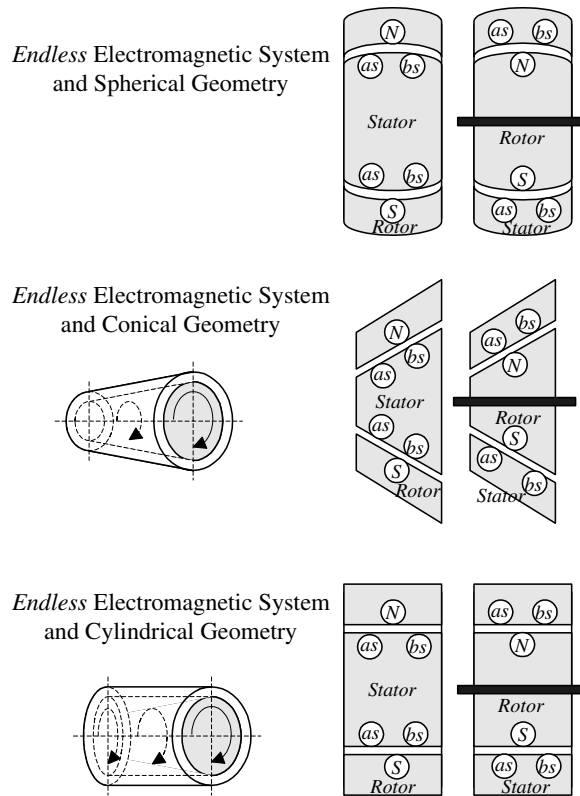 Endless Electromagnetic System
and Spherical Geometry
N
as bs
Stator
as bs
S
Rotor
as bs
N
Rotor
S
as bs
Stator
Endless Electromagnetic System
and Conical Geometry
N
bs
as
Stator
as
bs
S
Rotor
bs
as
N
Rotor
S
as
bs
Stator
Endless Electromagnetic System
and Cylindrical Geometry
N
as bs
Stator
as bs
S
Rotor
as bs
N
Rotor
S
as bs
Stator